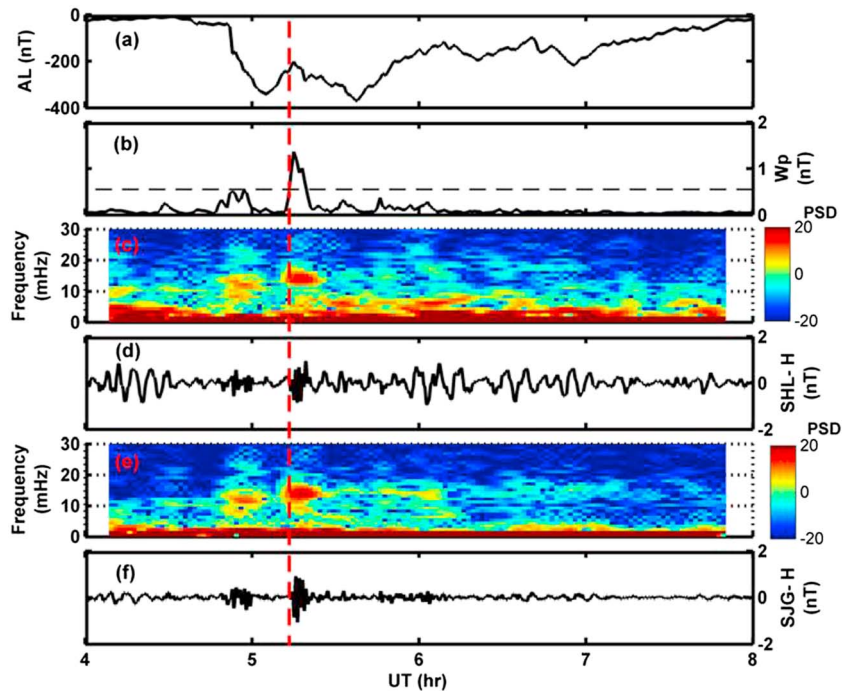 0
(a)
AL (nT)
-200
-400
2
(b)
1
Wp
(nT)
0
PSD
30
(c)
20
20
Frequency
(mHz)
0
10
0
-20
2
(d)
0
SHL- H
(nT)
-2
PSD
30
(e)
20
20
Frequency
(mHz)
0
10
0
-20
2
(f)
0
SJG- H
(nT)
-2
4 5 6 7 8
UT (hr)